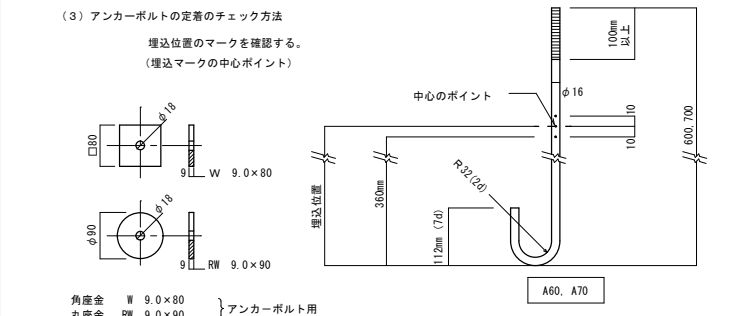 （3）アンカーボルトの定着のチェック方法
埋込位置のマークを確認する。
（埋込マークの中心ポイント）
100mm
以上
中心のポイント
φ16
10
10
600,700
φ18
□80
9
W 9.0×80
R32(2d)
埋込位置
360mm
112mm (7d)
φ18
φ90
9
RW 9.0×90
A60, A70
角座金 W 9.0×80
丸座金 RW 9.0×90
}アンカーボルト用